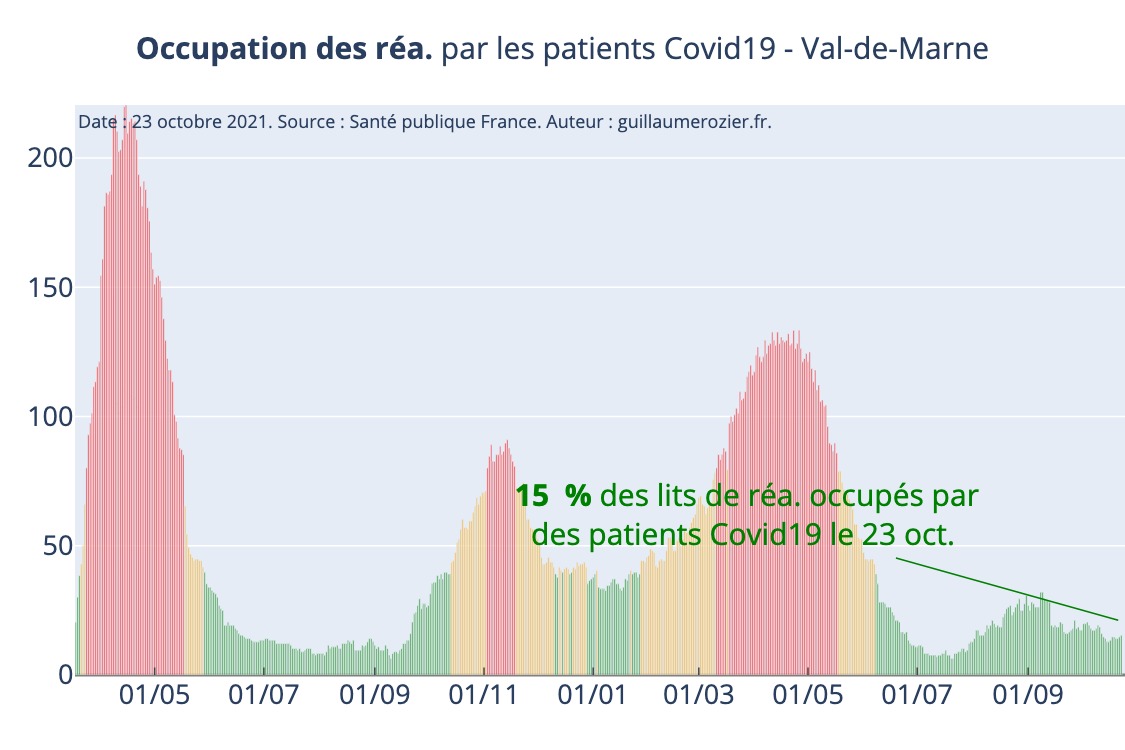 Occupation des réa. par les patients Covid19 - Val-de-Marne
Date : 23 octobre 2021. Source : Santé publique France. Auteur : guillaumerozier.fr.
200
150
100
15 % des lits de réa. occupés par
des patients Covid19 le 23 oct.
50
0
01/05 01/07 01/09 01/11 01/01 01/03 01/05 01/07 01/09